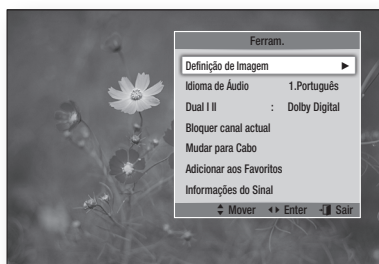 Ferram.
Definição de Imagem ►
Idioma de Áudio 1.Português
Dual I II : Dolby Digital
Bloquer canal actual
Mudar para Cabo
Adicionar aos Favoritos
Informações do Sinal
Mover Enter Sair